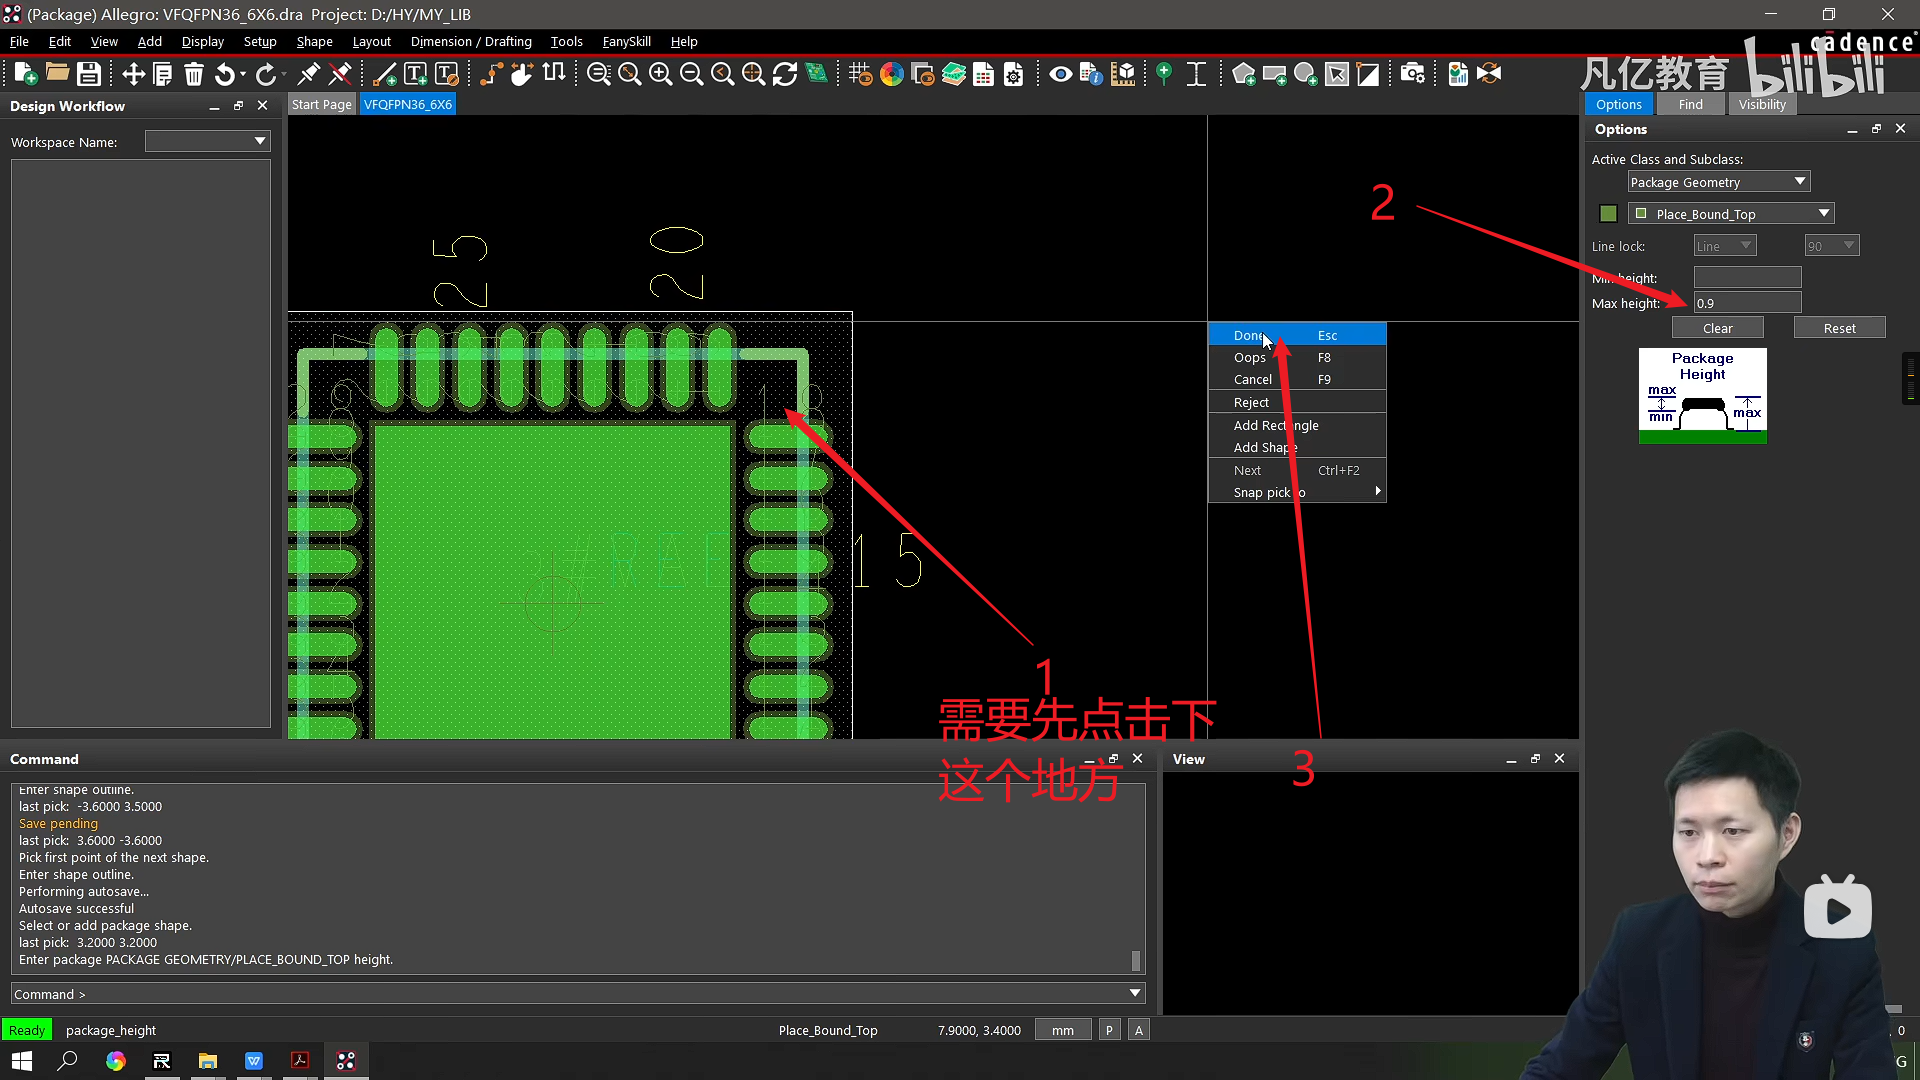 (Package) Allegro: VFQFPN36_6X6.dra  Project: D:/HY/MY_LIB
File Edit View Add Display Setup Shape Layout Dimension / Drafting Tools FanySkill Help
cadence
凡亿教育 bilibili
Design Workflow
Start Page VFQFPN36_6X6
Options Find Visibility
Options
Workspace Name:
Active Class and Subclass:
Package Geometry
Place_Bound_Top
Line lock: Line 90
Min height:
Max height: 0.9
Clear Reset
Package
Height
max
min
max
25
20
2
Done Esc
Oops F8
Cancel F9
Reject
Add Rectangle
Add Shape
Next Ctrl+F2
Snap pick to
15
1
需要先点击下
这个地方
3
Command
View
Enter shape outline.
last pick:  -3.6000 3.5000
Save pending
last pick:  3.6000 -3.6000
Pick first point of the next shape.
Enter shape outline.
Performing autosave...
Autosave successful
Select or add package shape.
last pick:  3.2000 3.2000
Enter package PACKAGE GEOMETRY/PLACE_BOUND_TOP height.
Command >
Ready package_height Place_Bound_Top 7.9000, 3.4000 mm P A